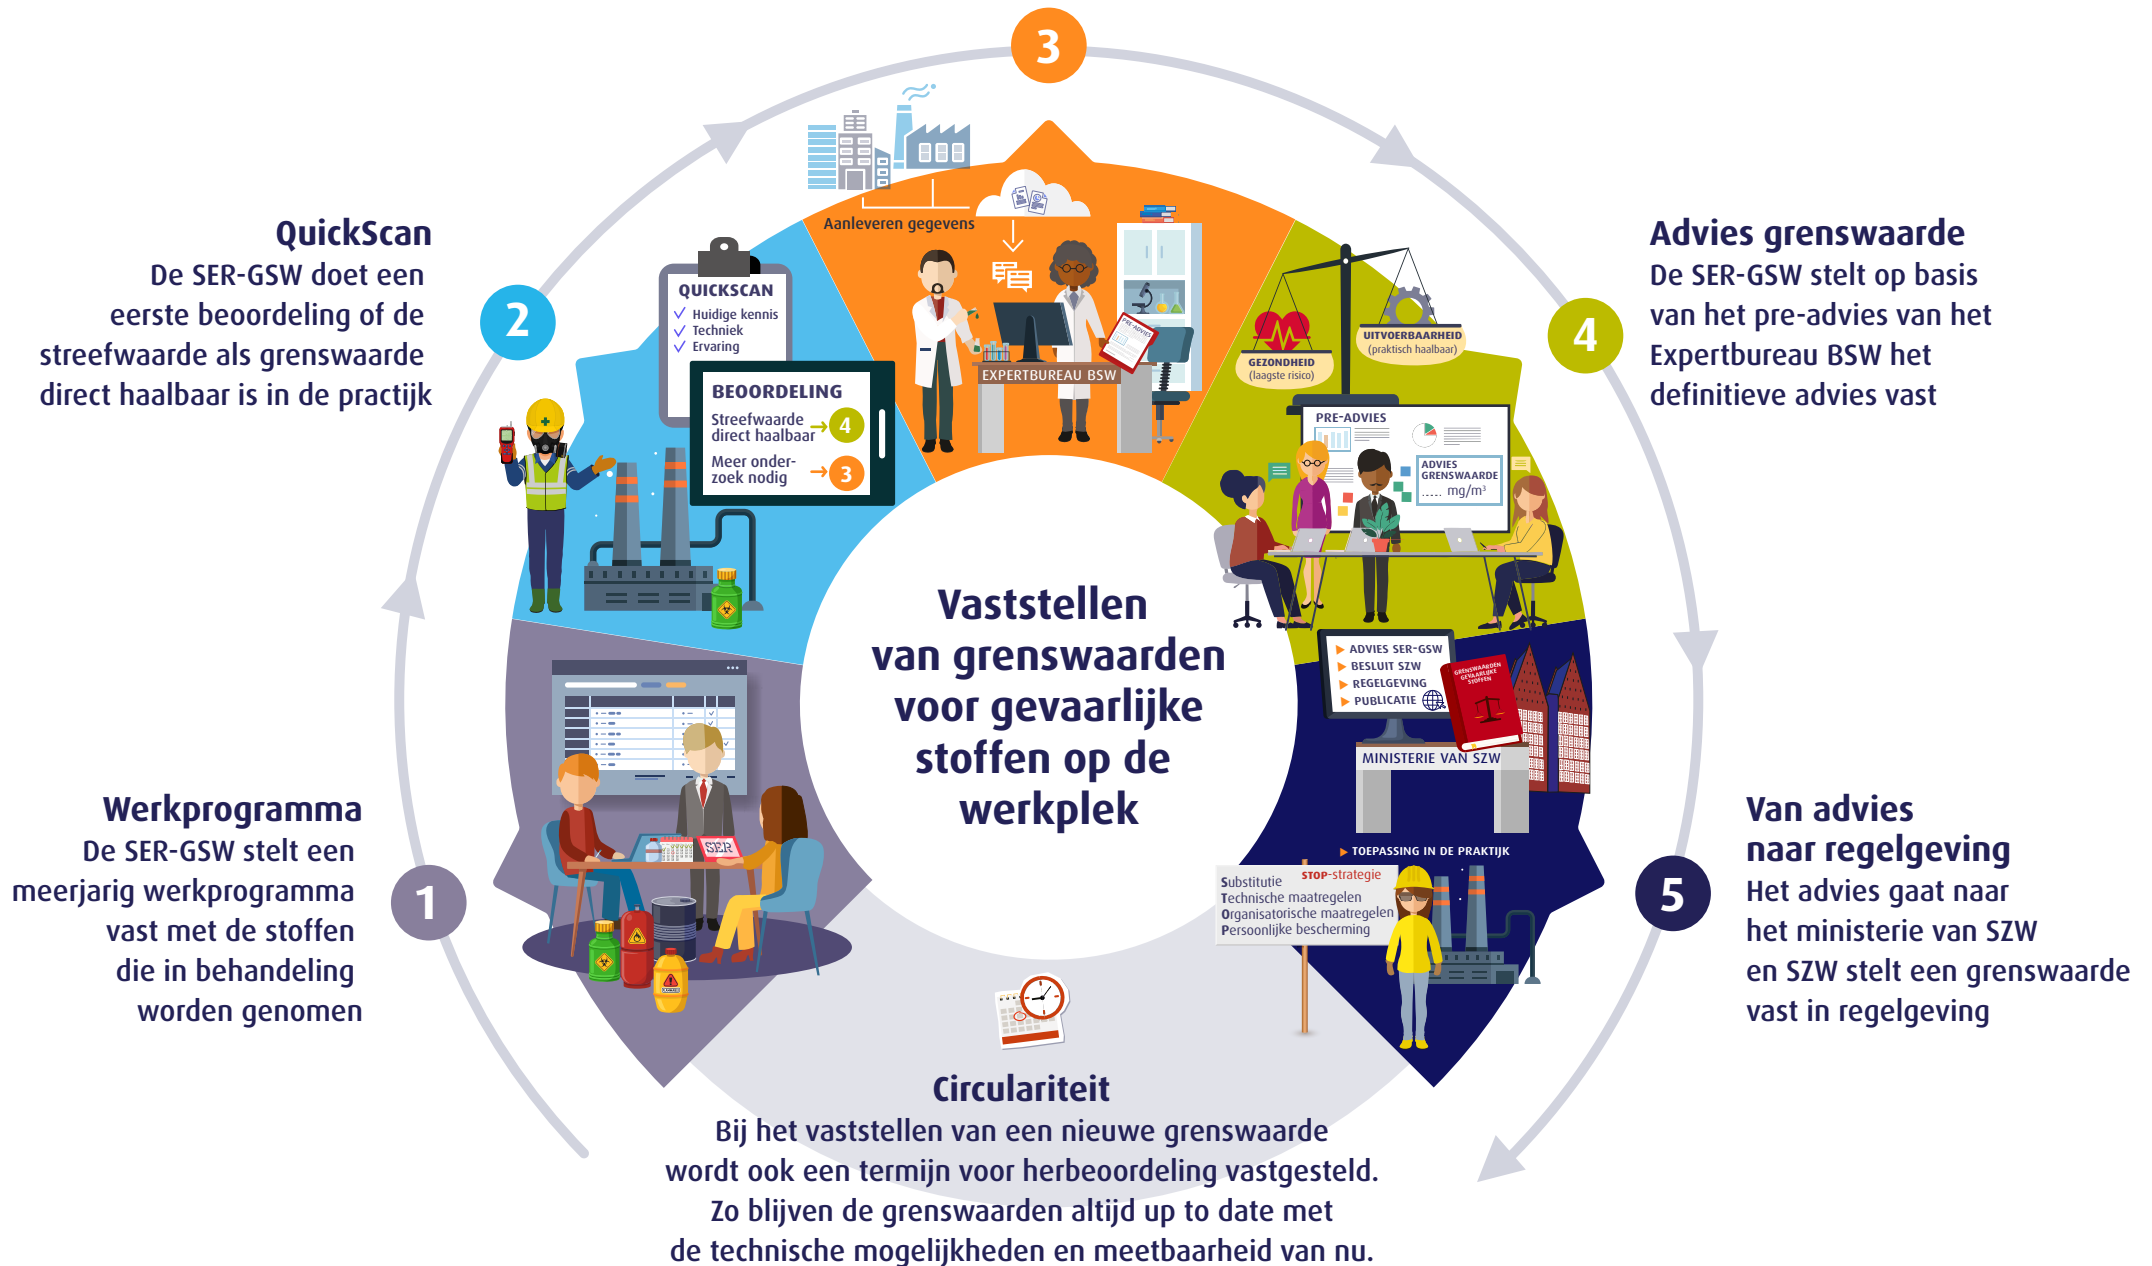 3
QuickScan
De SER-GSW doet een
eerste beoordeling of de
streefwaarde als grenswaarde
direct haalbaar is in de practijk
2
QUICKSCAN
Huidige kennis
Techniek
Ervaring
BEOORDELING
Streefwaarde
direct haalbaar → 4
Meer onder-
zoek nodig → 3
Aanleveren gegevens
PRE-ADVIES
EXPERTBUREAU BSW
GEZONDHEID
(laagste risico)
UITVOERBAARHEID
(praktisch haalbaar)
PRE-ADVIES
ADVIES
GRENSWAARDE
..... mg/m³
4
Advies grenswaarde
De SER-GSW stelt op basis
van het pre-advies van het
Expertbureau BSW het
definitieve advies vast
Vaststellen
van grenswaarden
voor gevaarlijke
stoffen op de
werkplek
Werkprogramma
De SER-GSW stelt een
meerjarig werkprogramma
vast met de stoffen
die in behandeling
worden genomen
1
SER
ADVIES SER-GSW
BESLUIT SZW
REGELGEVING
PUBLICATIE
GRENSWAARDEN
GEVAARLIJKE
STOFFEN
MINISTERIE VAN SZW
TOEPASSING IN DE PRAKTIJK
STOP-strategie
Substitutie
Technische maatregelen
Organisatorische maatregelen
Persoonlijke bescherming
5
Van advies
naar regelgeving
Het advies gaat naar
het ministerie van SZW
en SZW stelt een grenswaarde
vast in regelgeving
Circulariteit
Bij het vaststellen van een nieuwe grenswaarde
wordt ook een termijn voor herbeoordeling vastgesteld.
Zo blijven de grenswaarden altijd up to date met
de technische mogelijkheden en meetbaarheid van nu.